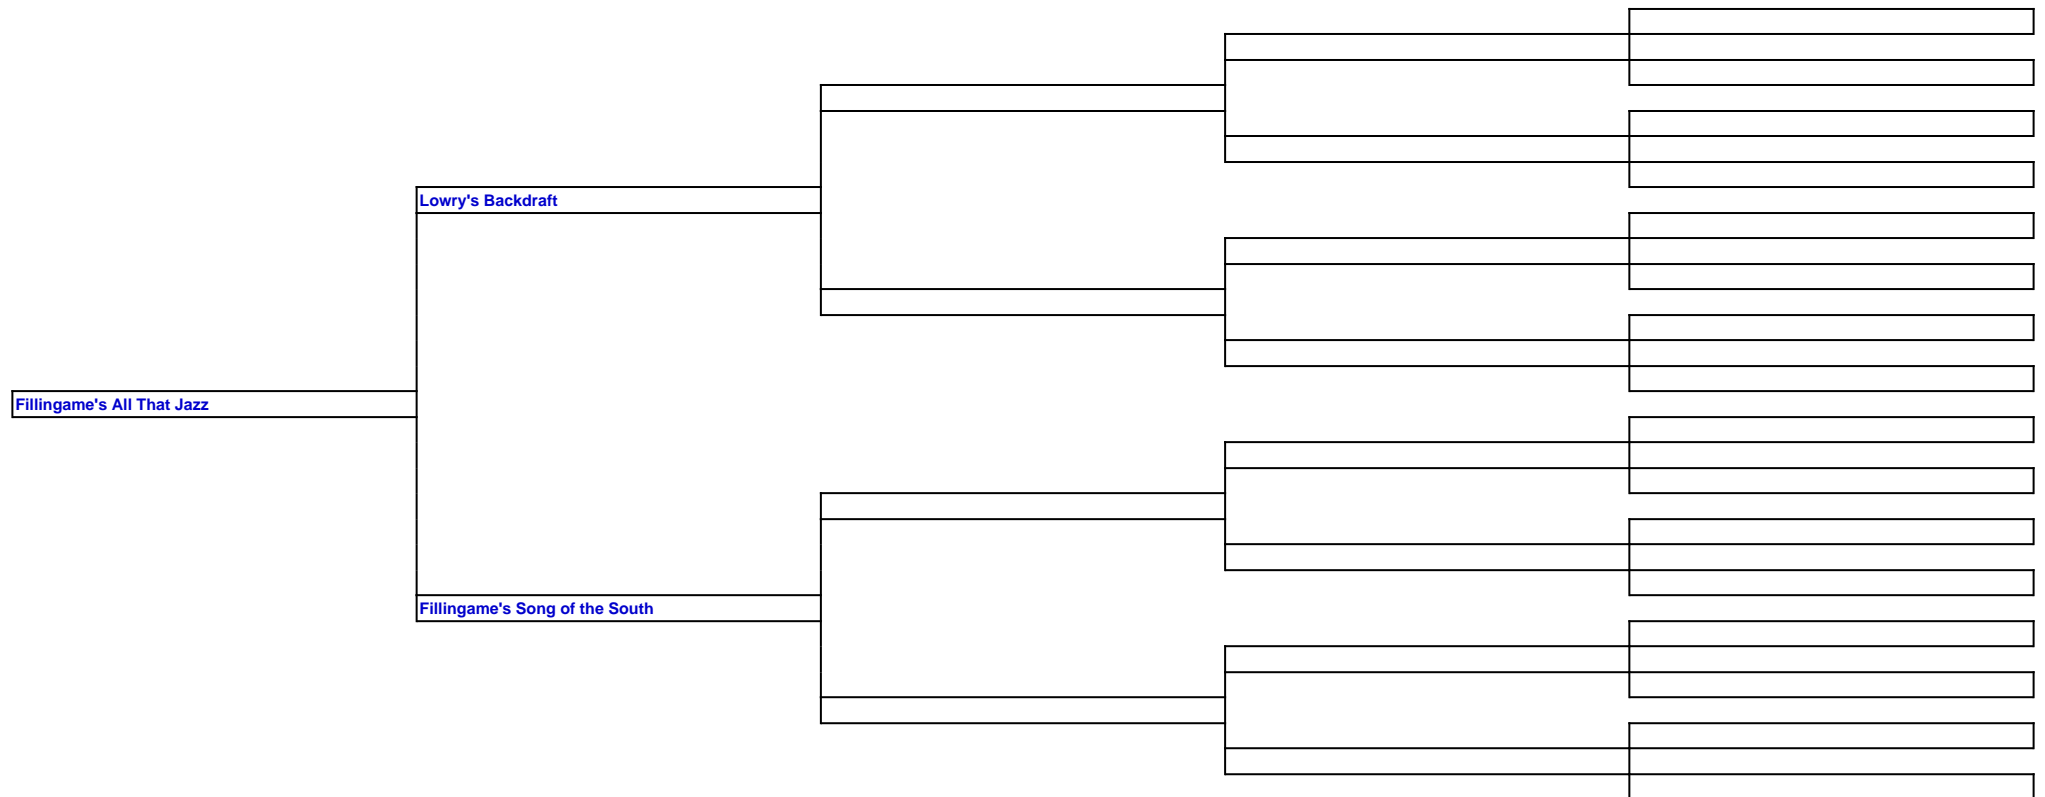 Lowry's Backdraft
Fillingame's All That Jazz
Fillingame's Song of the South